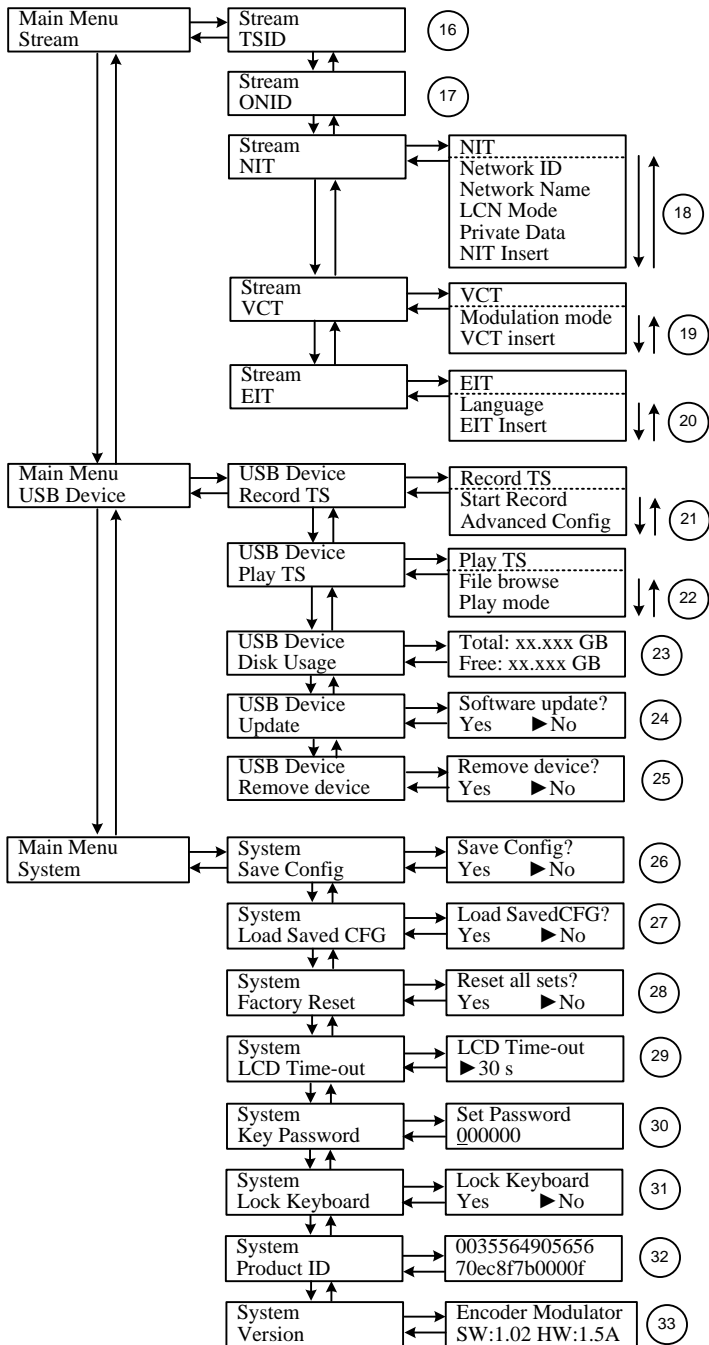 Main Menu
Stream
Stream
TSID
16
Stream
ONID
17
Stream
NIT
NIT
Network ID
Network Name
LCN Mode
Private Data
NIT Insert
18
Stream
VCT
VCT
Modulation mode
VCT insert
19
Stream
EIT
EIT
Language
EIT Insert
20
Main Menu
USB Device
USB Device
Record TS
Record TS
Start Record
Advanced Config
21
USB Device
Play TS
Play TS
File browse
Play mode
22
USB Device
Disk Usage
Total: xx.xxx GB
Free: xx.xxx GB
23
USB Device
Update
Software update?
Yes ►No
24
USB Device
Remove device
Remove device?
Yes ►No
25
Main Menu
System
System
Save Config
Save Config?
Yes ►No
26
System
Load Saved CFG
Load SavedCFG?
Yes ►No
27
System
Factory Reset
Reset all sets?
Yes ►No
28
System
LCD Time-out
LCD Time-out
►30 s
29
System
Key Password
Set Password
000000
30
System
Lock Keyboard
Lock Keyboard
Yes ►No
31
System
Product ID
0035564905656
70ec8f7b0000f
32
System
Version
Encoder Modulator
SW:1.02 HW:1.5A
33